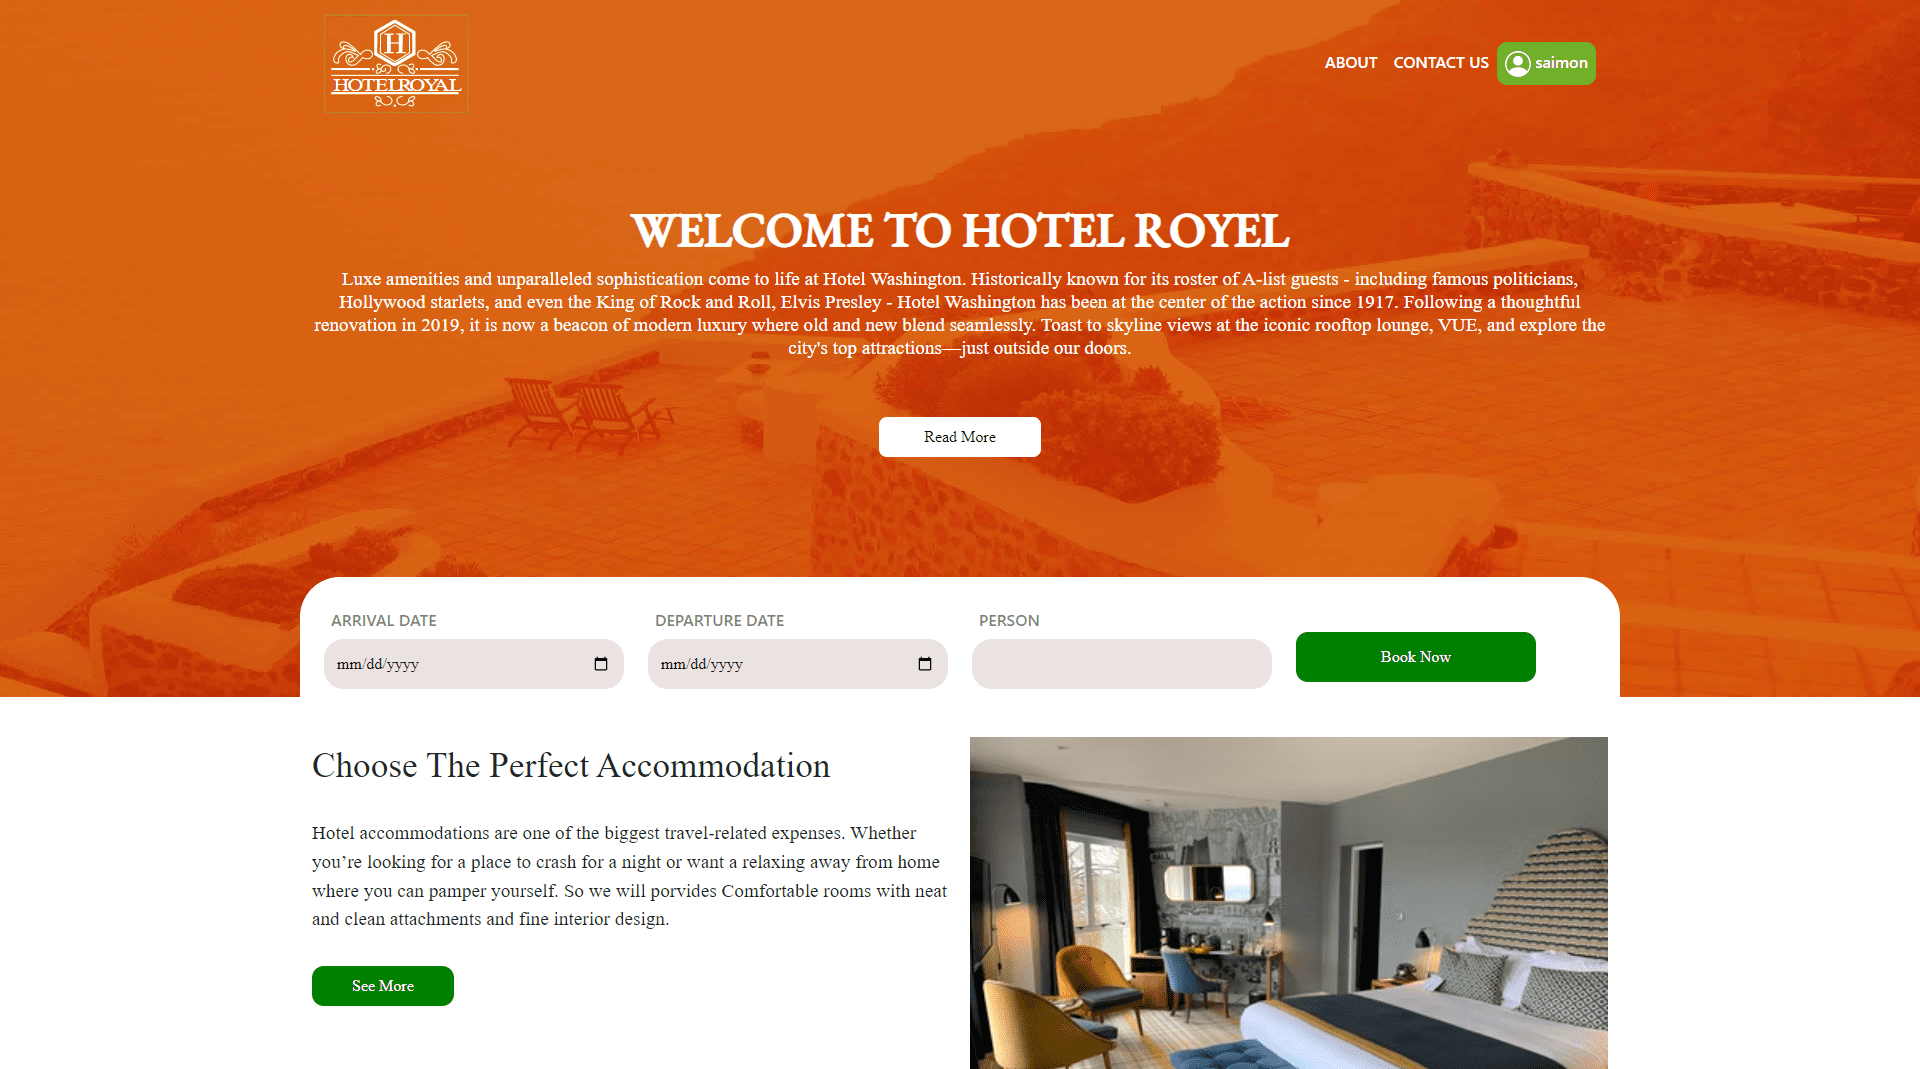 H
HOTELROYAL
ABOUT
CONTACT US
saimon
WELCOME TO HOTEL ROYEL
Luxe amenities and unparalleled sophistication come to life at Hotel Washington. Historically known for its roster of A-list guests - including famous politicians,
Hollywood starlets, and even the King of Rock and Roll, Elvis Presley - Hotel Washington has been at the center of the action since 1917. Following a thoughtful
renovation in 2019, it is now a beacon of modern luxury where old and new blend seamlessly. Toast to skyline views at the iconic rooftop lounge, VUE, and explore the
city's top attractions—just outside our doors.
Read More
ARRIVAL DATE
DEPARTURE DATE
PERSON
mm/dd/yyyy
mm/dd/yyyy
Book Now
Choose The Perfect Accommodation
Hotel accommodations are one of the biggest travel-related expenses. Whether
you’re looking for a place to crash for a night or want a relaxing away from home
where you can pamper yourself. So we will porvides Comfortable rooms with neat
and clean attachments and fine interior design.
See More